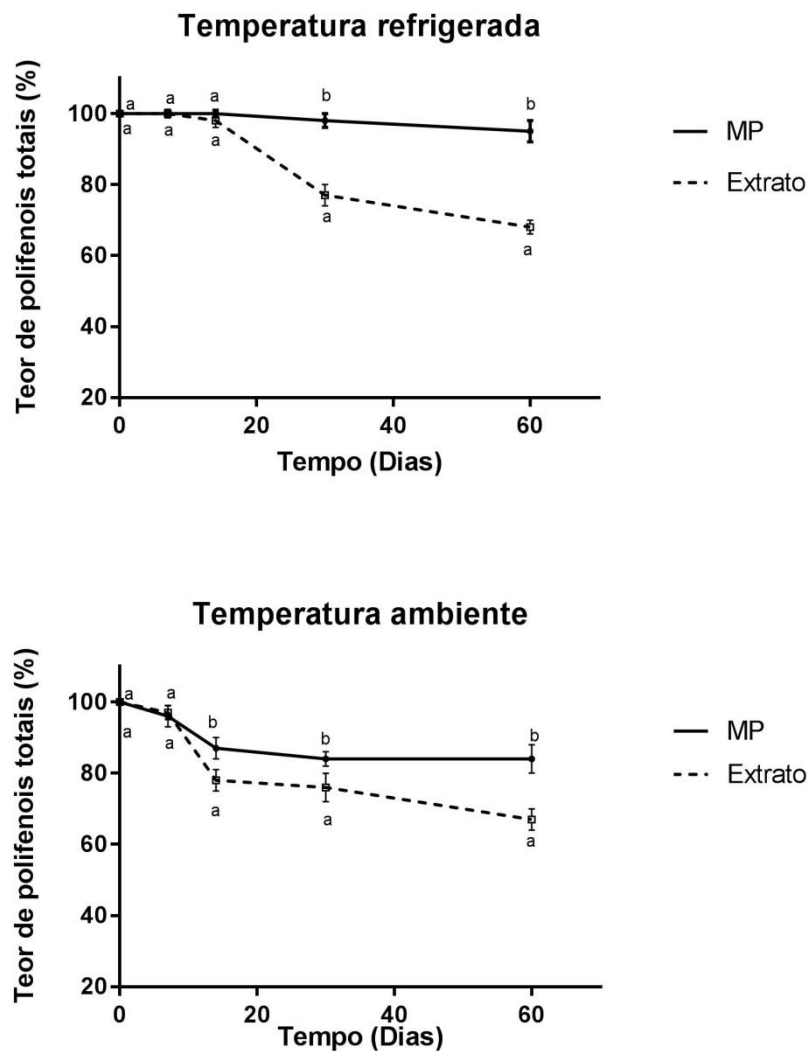 Temperatura refrigerada
Teor de polifenois totais (%)
100
80
60
40
20
0
20
40
60
Tempo (Dias)
a
a
a
b
b
a
a
a
a
a
MP
Extrato
Temperatura ambiente
Teor de polifenois totais (%)
100
80
60
40
20
0
20
40
60
Tempo (Dias)
a
a
b
b
b
a
a
a
a
a
MP
Extrato